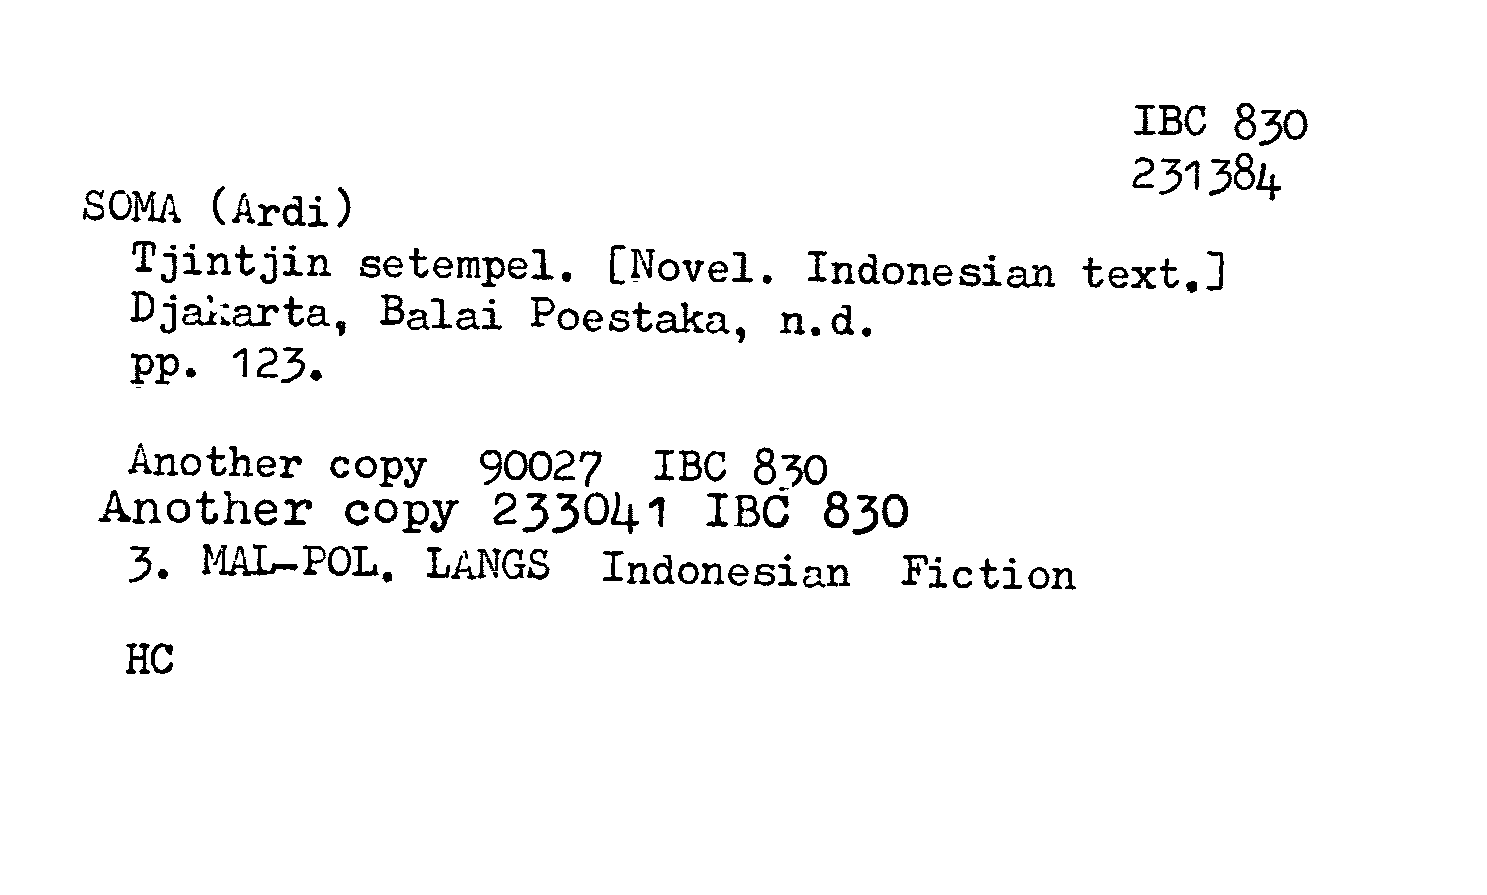 IBC 830
231384
SOMA (Ardi)
Tjintjin setempel. [Novel. Indonesian text.]
Djakarta, Balai Poestaka, n.d.
pp. 123.
Another copy 90027 IBC 830
Another copy 233041 IBC 830
3. MAL-POL. LANGS Indonesian Fiction
HC